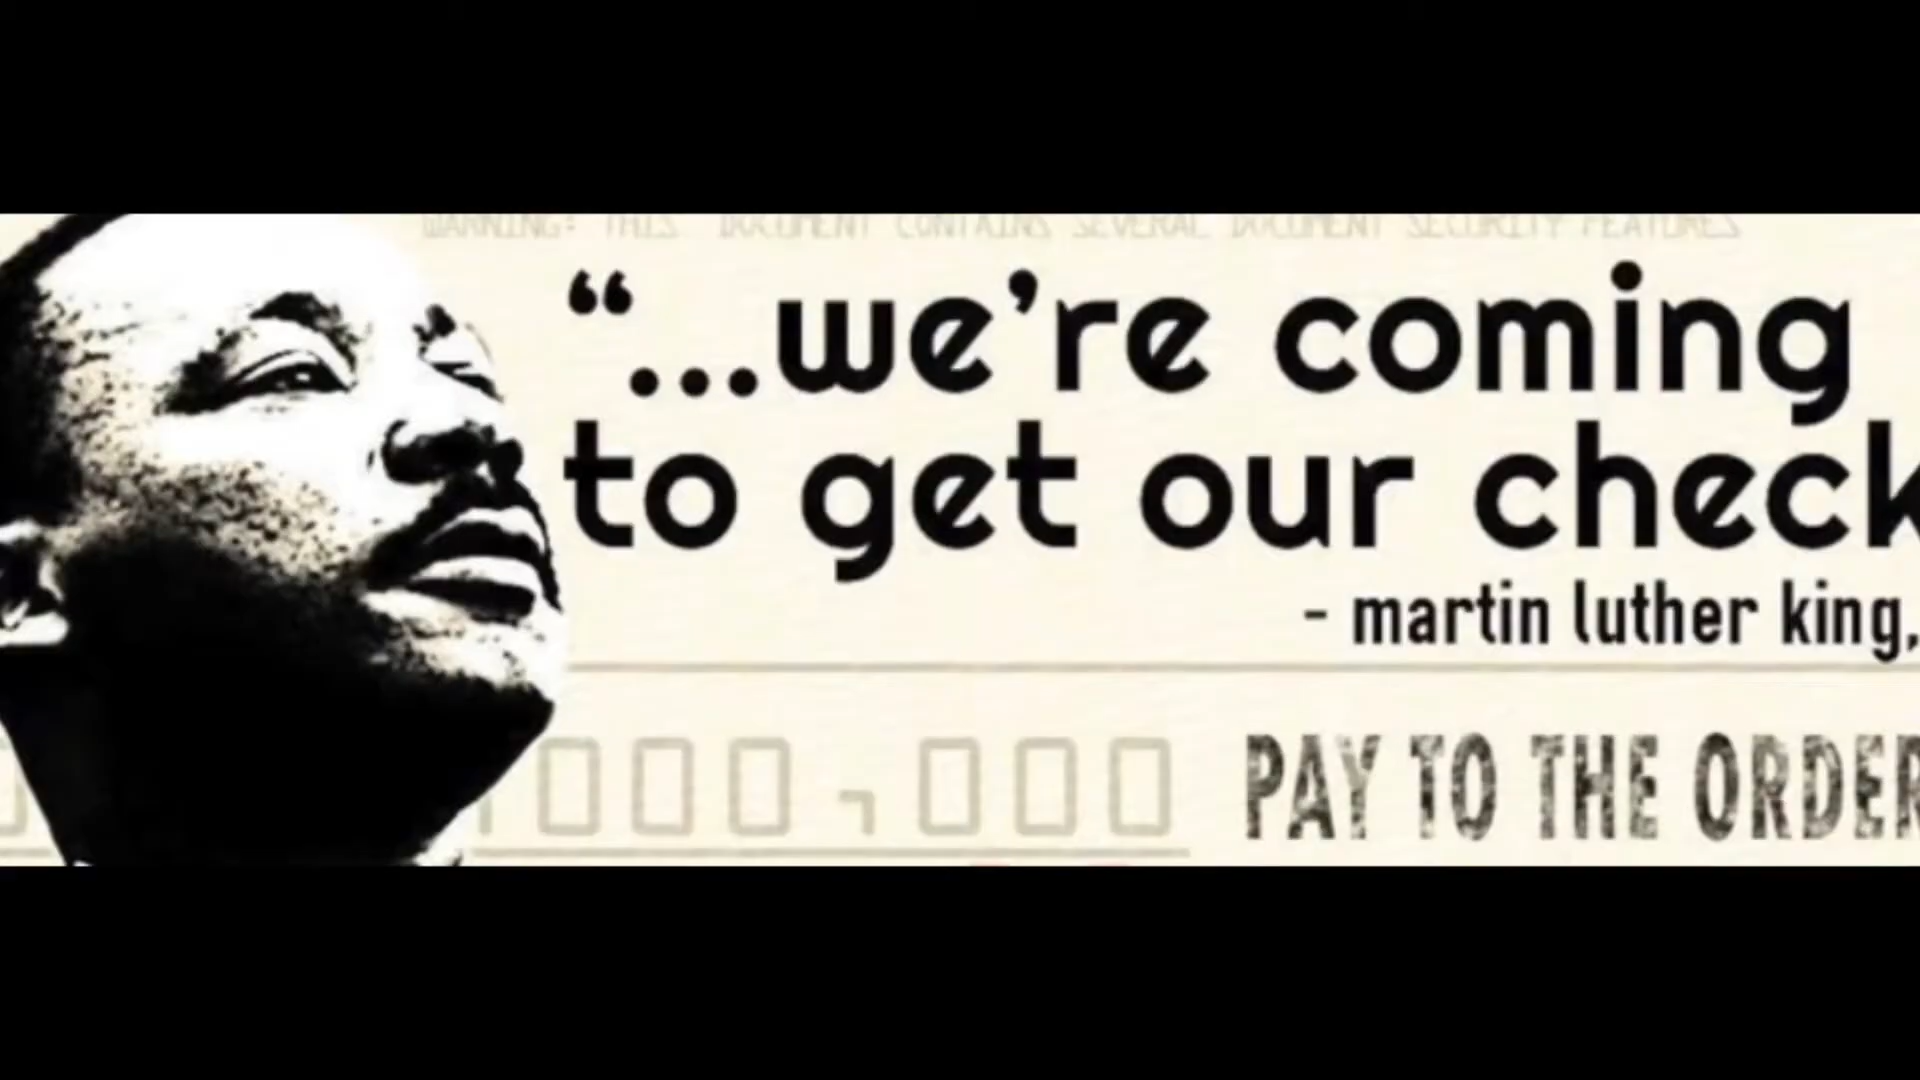 WARNING: THIS DOCUMENT CONTAINS SEVERAL DOCUMENT SECURITY FEATURES
“...we’re coming
to get our check
- martin luther king,
000,000
PAY TO THE ORDER